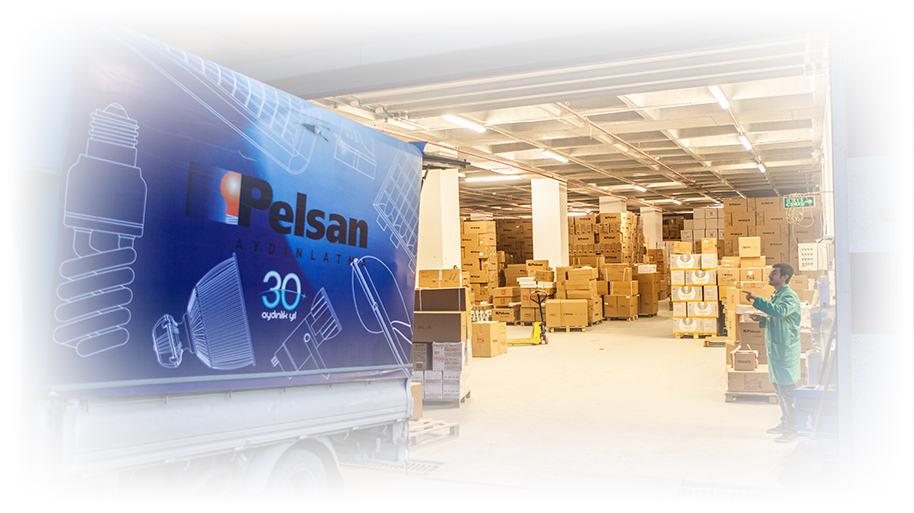 Pelsan
AYDINLATMA
30
aydınlık yıl